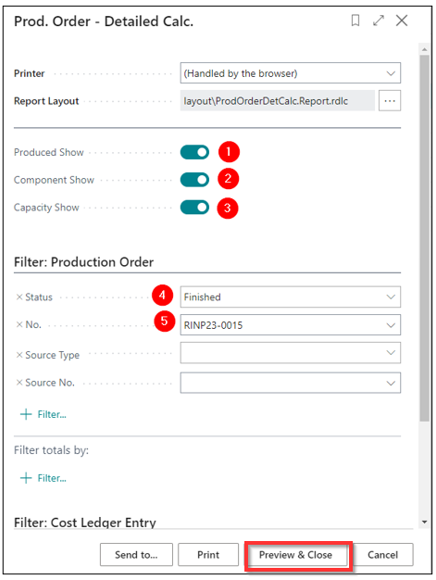 Prod. Order - Detailed Calc.
Printer (Handled by the browser)
Report Layout layout\ProdOrderDetCalc.Report.rdlc ...
Produced Show 1
Component Show 2
Capacity Show 3
Filter: Production Order
× Status 4 Finished
× No. 5 RINP23-0015
× Source Type
× Source No.
+ Filter...
Filter totals by:
+ Filter...
Filter: Cost Ledger Entry
Send to... Print Preview & Close Cancel